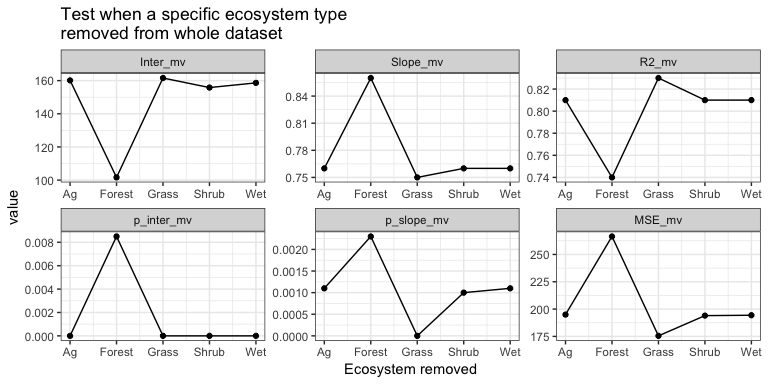 Test when a specific ecosystem type
removed from whole dataset
Inter_mv
Slope_mv
R2_mv
160
140
120
100
0.84
0.81
0.78
0.75
0.82
0.80
0.78
0.76
0.74
Ag Forest Grass Shrub Wet
Ag Forest Grass Shrub Wet
Ag Forest Grass Shrub Wet
value
p_inter_mv
p_slope_mv
MSE_mv
0.008
0.006
0.004
0.002
0.000
0.0020
0.0015
0.0010
0.0005
0.0000
250
225
200
175
Ag Forest Grass Shrub Wet
Ag Forest Grass Shrub Wet
Ag Forest Grass Shrub Wet
Ecosystem removed